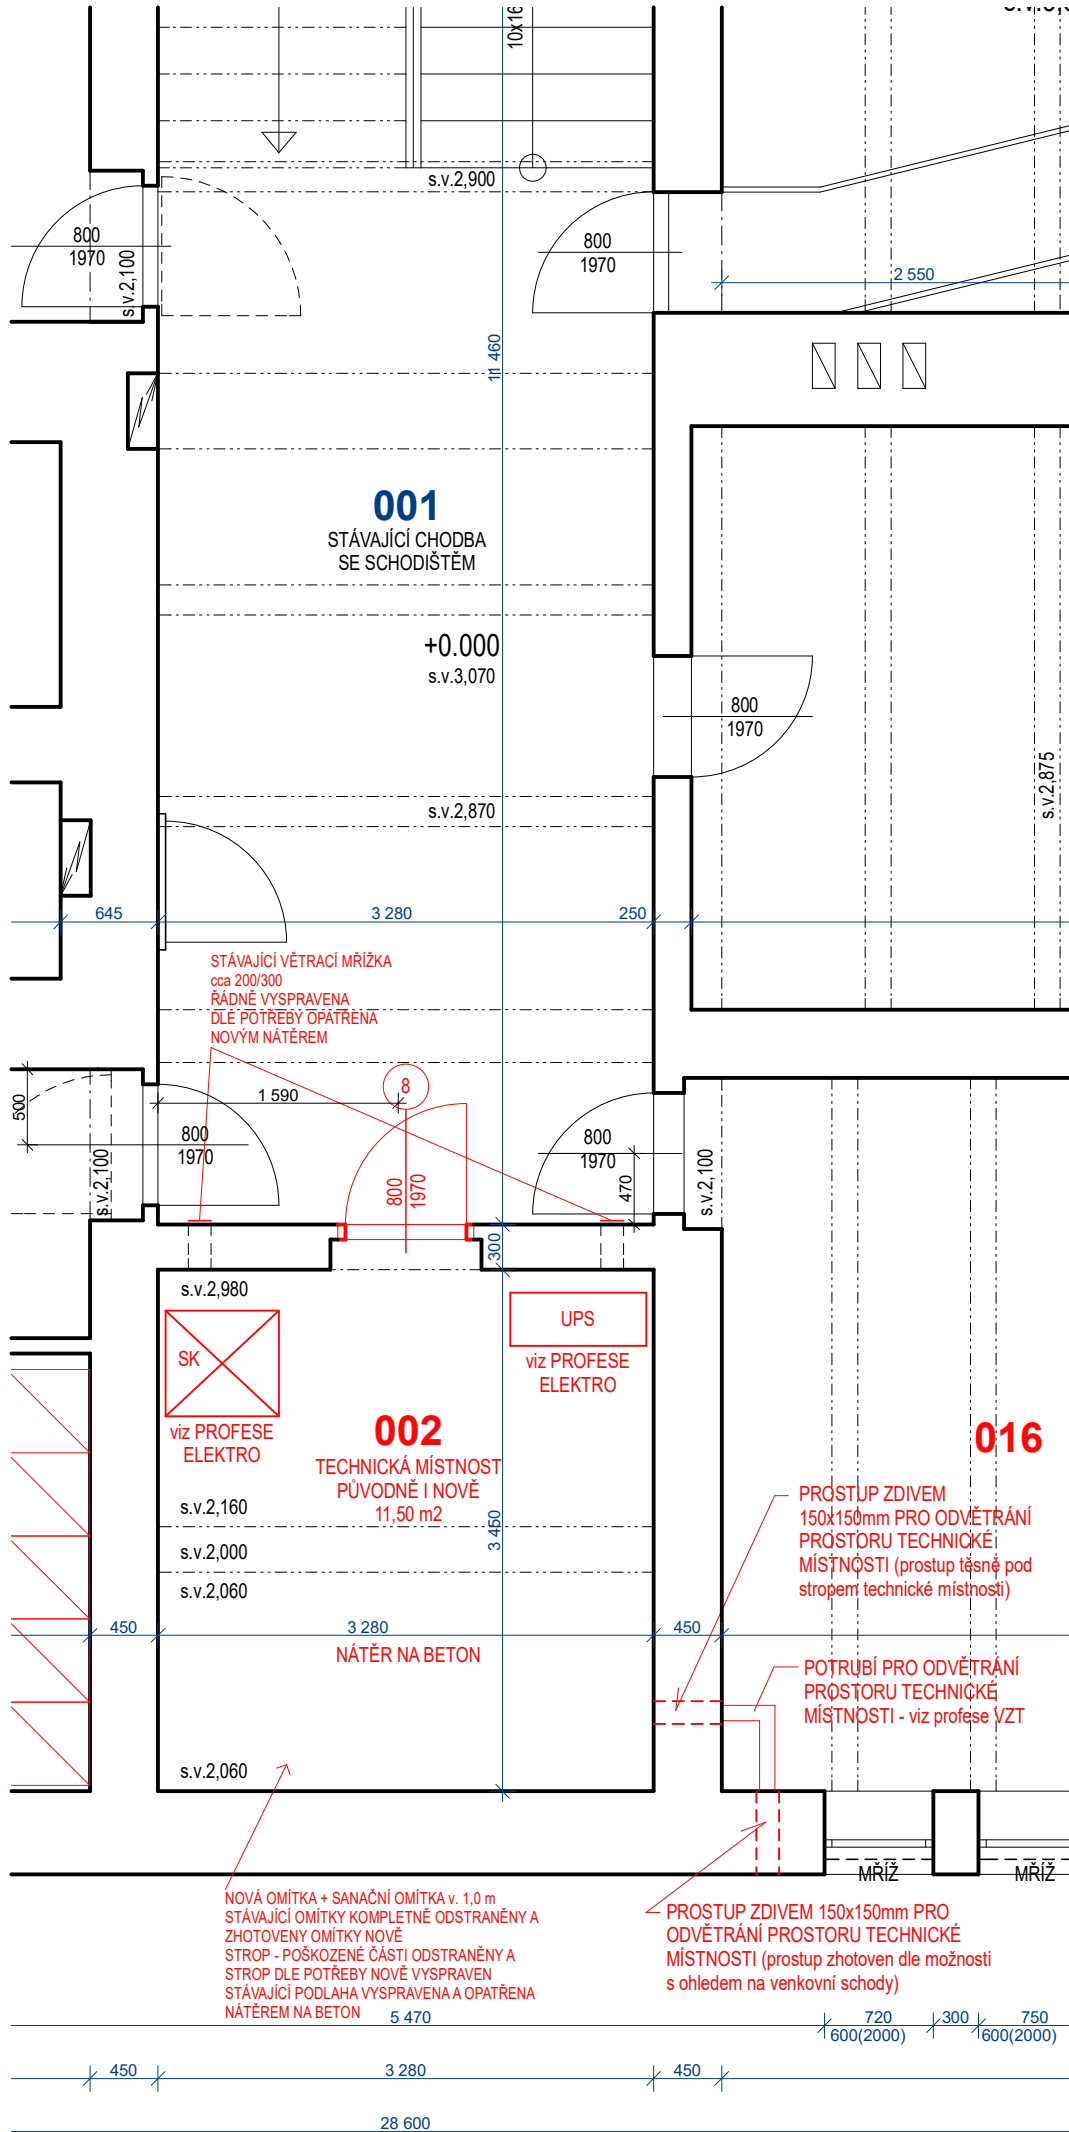 10x16
s.v.2,900
800
1970
s.v.2,100
800
1970
2 550
11 460
001
STÁVAJÍCÍ CHODBA
SE SCHODIŠTĚM
+0.000
s.v.3,070
800
1970
s.v.2,875
s.v.2,870
645
3 280
250
STÁVAJÍCÍ VĚTRACÍ MŘÍŽKA
cca 200/300
ŘÁDNĚ VYSPRAVENA
DLE POTŘEBY OPATŘENA
NOVÝM NÁTĚREM
8
1 590
500
800
1970
s.v.2,100
800
1970
800
1970
470
s.v.2,100
300
s.v.2,980
SK
viz PROFESE
ELEKTRO
UPS
viz PROFESE
ELEKTRO
002
TECHNICKÁ MÍSTNOST
PŮVODNĚ I NOVĚ
11,50 m2
016
s.v.2,160
s.v.2,000
s.v.2,060
3 450
PROSTUP ZDIVEM
150x150mm PRO ODVĚTRÁNÍ
PROSTORU TECHNICKÉ
MÍSTNOSTI (prostup těsně pod
stropem technické místnosti)
450
3 280
450
NÁTĚR NA BETON
POTRUBÍ PRO ODVĚTRÁNÍ
PROSTORU TECHNICKÉ
MÍSTNOSTI - viz profese VZT
s.v.2,060
MŘÍŽ
MŘÍŽ
NOVÁ OMÍTKA + SANAČNÍ OMÍTKA v. 1,0 m
STÁVAJÍCÍ OMÍTKY KOMPLETNĚ ODSTRANĚNY A
ZHOTOVENY OMÍTKY NOVĚ
STROP - POŠKOZENÉ ČÁSTI ODSTRANĚNY A
STROP DLE POTŘEBY NOVĚ VYSPRAVEN
STÁVAJÍCÍ PODLAHA VYSPRAVENA A OPATŘENA
NÁTĚREM NA BETON
PROSTUP ZDIVEM 150x150mm PRO
ODVĚTRÁNÍ PROSTORU TECHNICKÉ
MÍSTNOSTI (prostup zhotoven dle možnosti
s ohledem na venkovní schody)
5 470
720
600(2000)
300
750
600(2000)
450
3 280
450
28 600